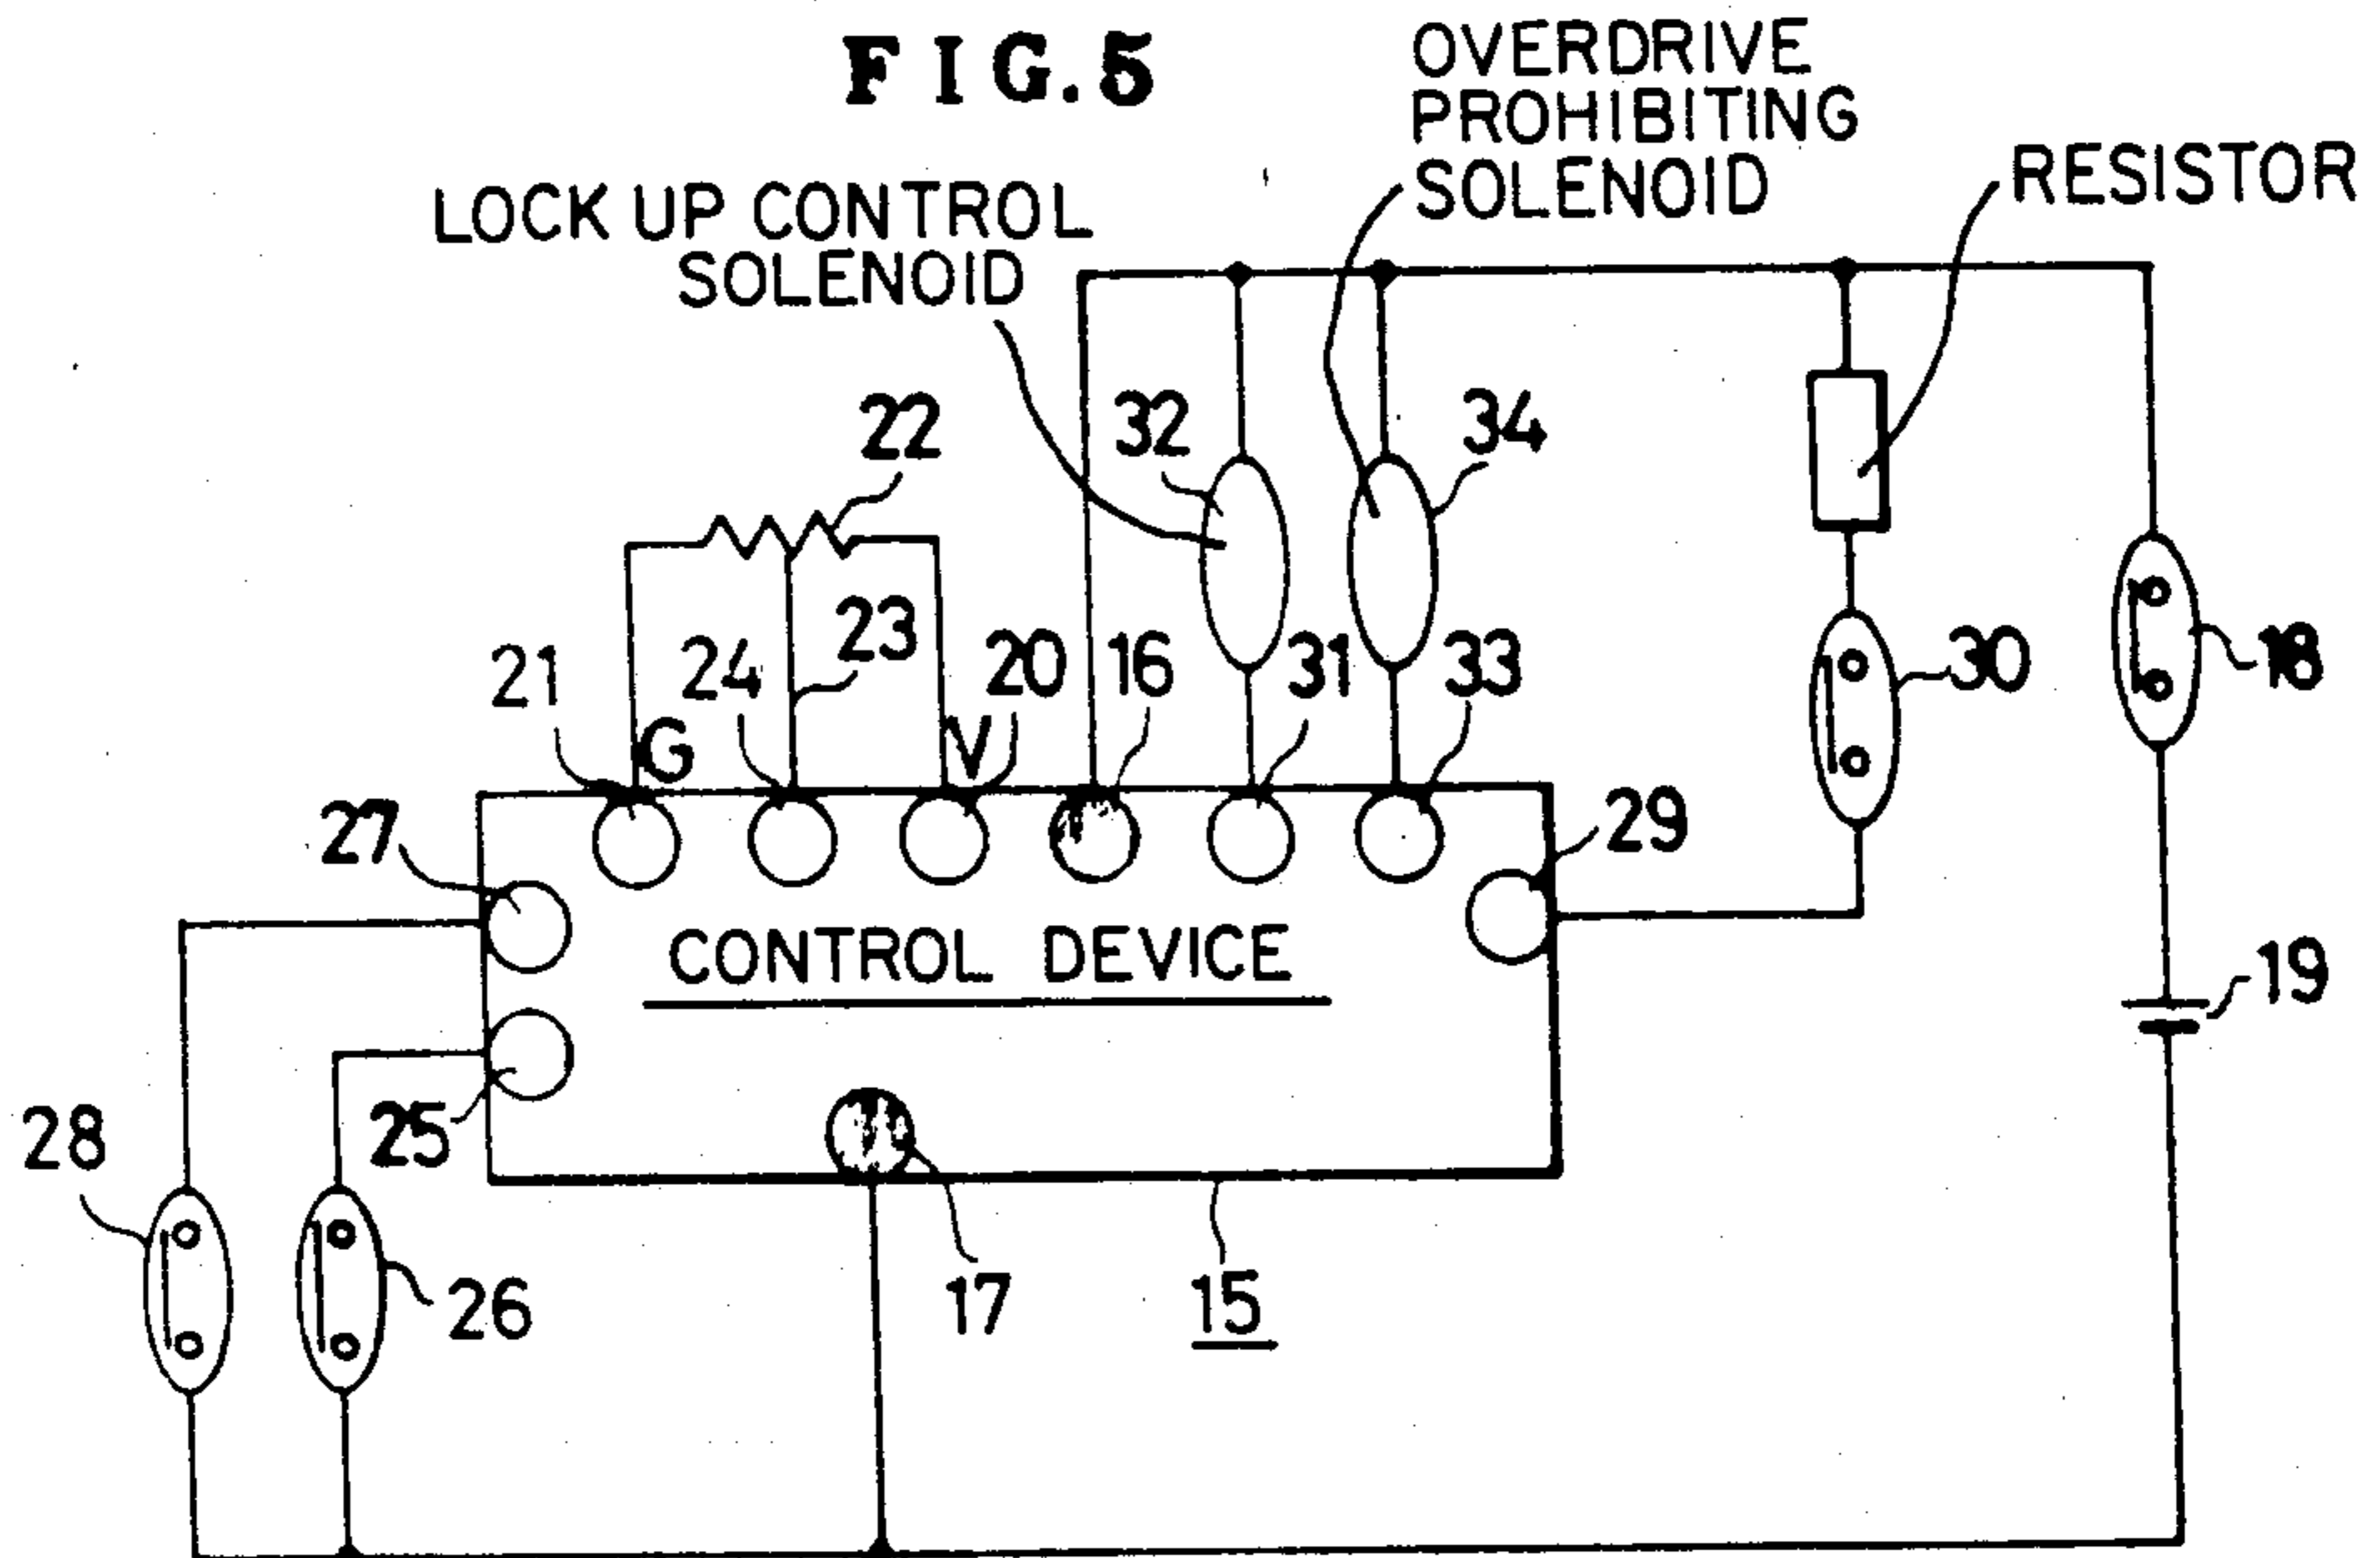 FIG.5
OVERDRIVE
PROHIBITING
SOLENOID
RESISTOR
LOCK UP CONTROL
SOLENOID
22
32
34
23
21
24
20
16
31
33
30
18
G
V
27
29
CONTROL DEVICE
19
28
25
26
17
15